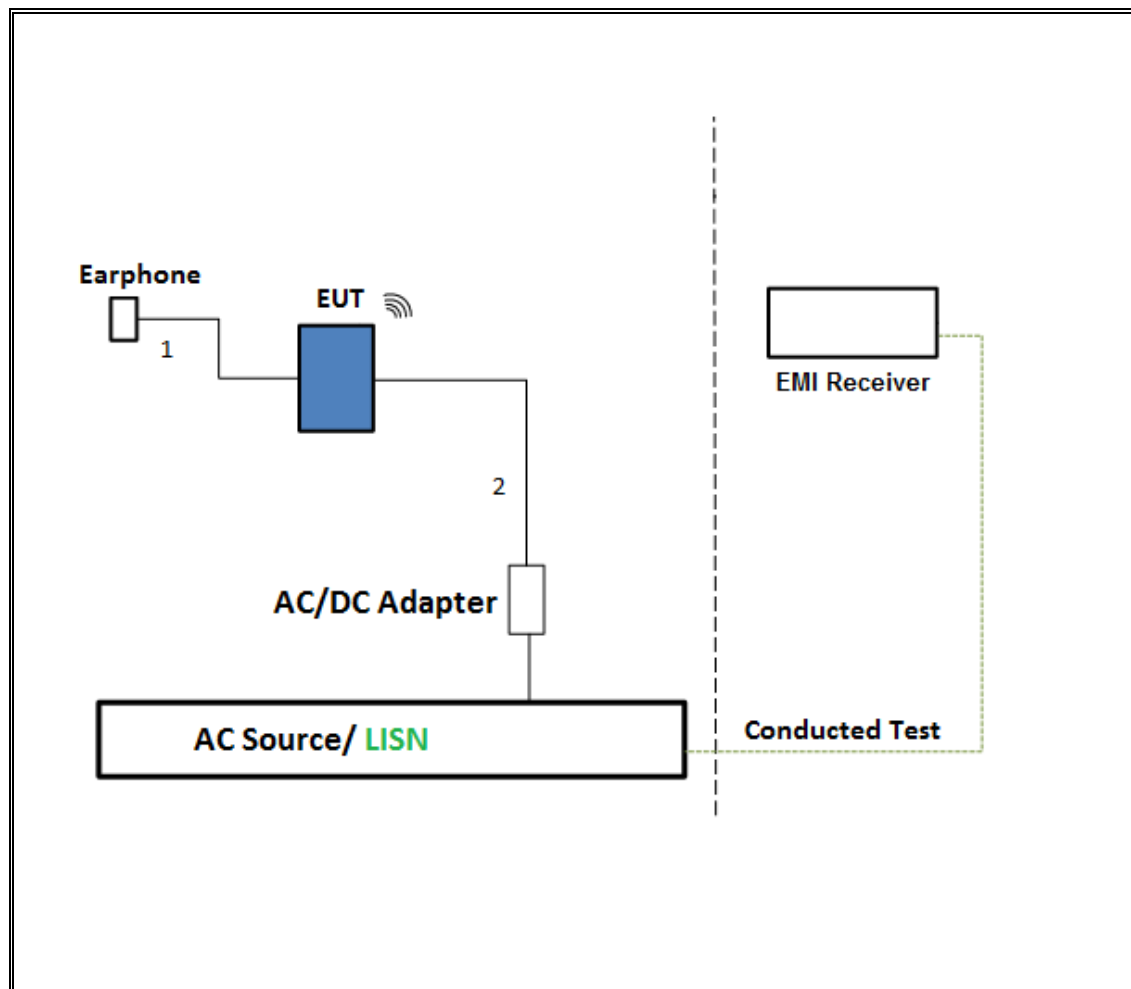 Earphone
EUT
1
EMI Receiver
2
AC/DC Adapter
AC Source/ LISN
Conducted Test